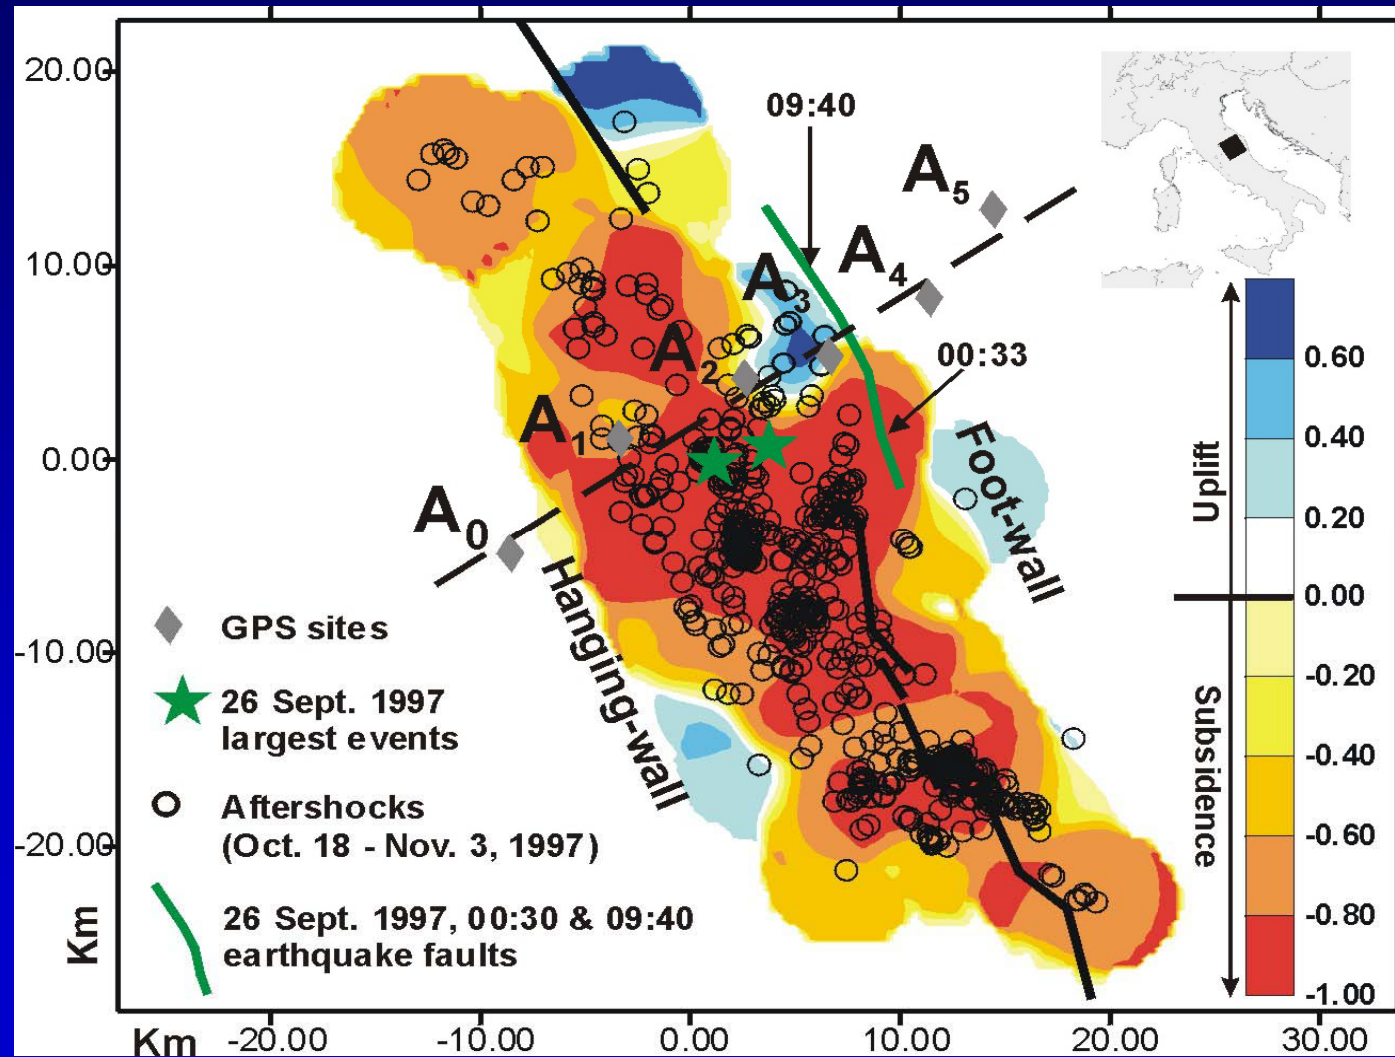 20.00
10.00
0.00
-10.00
-20.00
Km
Km
-20.00
-10.00
0.00
10.00
20.00
30.00
09:40
00:33
A0
A1
A2
A3
A4
A5
Foot-wall
Hanging-wall
GPS sites
26 Sept. 1997
largest events
Aftershocks
(Oct. 18 - Nov. 3, 1997)
26 Sept. 1997, 00:30 & 09:40
earthquake faults
Uplift
Subsidence
0.60
0.40
0.20
0.00
-0.20
-0.40
-0.60
-0.80
-1.00